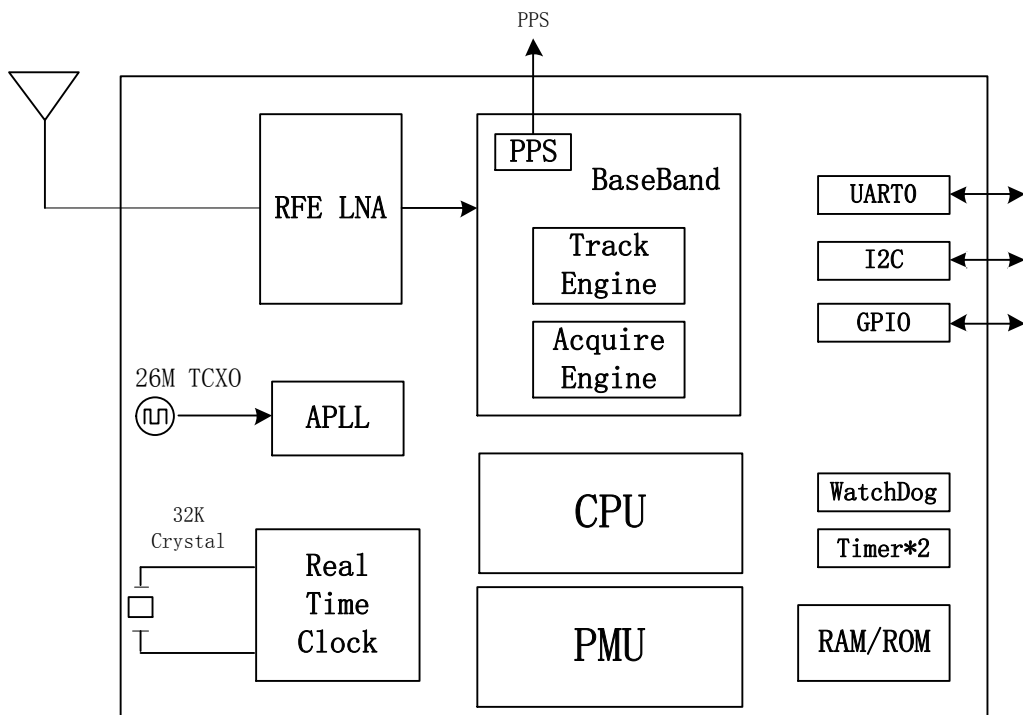 PPS
PPS
BaseBand
RFE LNA
Track
Engine
Acquire
Engine
UART0
I2C
GPIO
26M TCXO
APLL
CPU
WatchDog
Timer*2
32K
Crystal
Real
Time
Clock
PMU
RAM/ROM